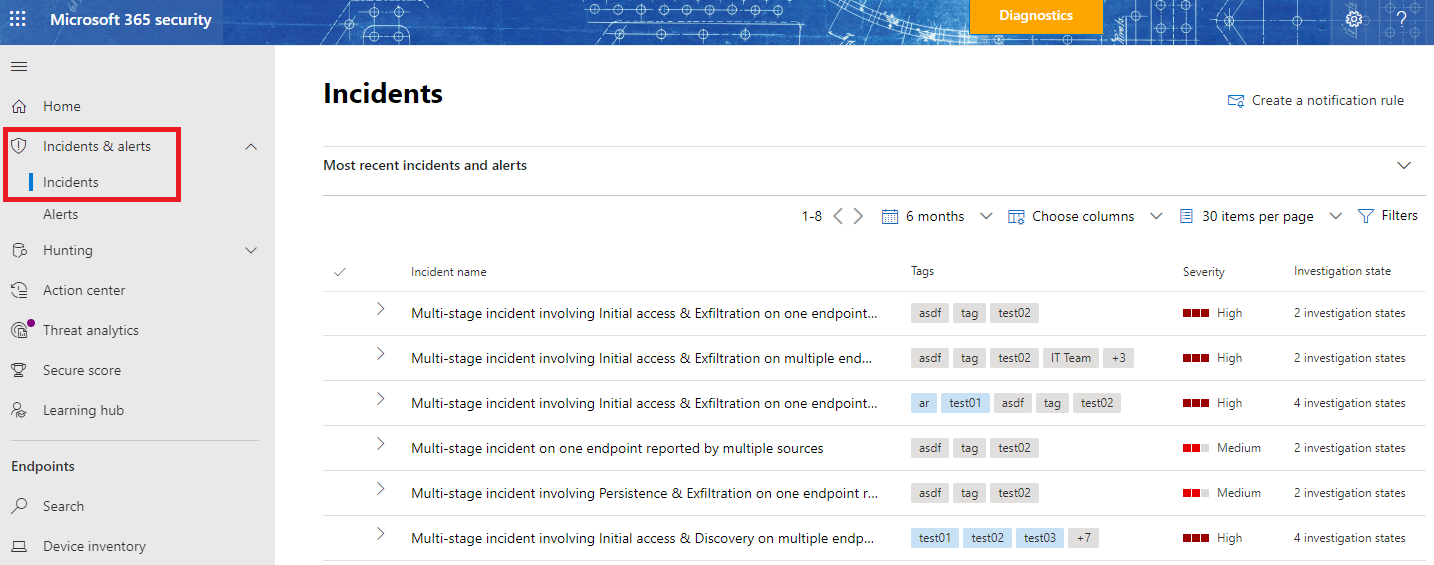 Microsoft 365 security
Diagnostics
?
Home
Incidents & alerts
Incidents
Alerts
Hunting
Action center
Threat analytics
Secure score
Learning hub
Endpoints
Search
Device inventory
Incidents
Create a notification rule
Most recent incidents and alerts
1-8 6 months Choose columns 30 items per page Filters
Incident name Tags Severity Investigation state
Multi-stage incident involving Initial access & Exfiltration on one endpoint... asdf tag test02 High 2 investigation states
Multi-stage incident involving Initial access & Exfiltration on multiple end... asdf tag test02 IT Team +3 High 2 investigation states
Multi-stage incident involving Initial access & Exfiltration on one endpoint... ar test01 asdf tag test02 High 4 investigation states
Multi-stage incident on one endpoint reported by multiple sources asdf tag test02 Medium 2 investigation states
Multi-stage incident involving Persistence & Exfiltration on one endpoint r... asdf tag test02 Medium 2 investigation states
Multi-stage incident involving Initial access & Discovery on multiple endp... test01 test02 test03 +7 High 4 investigation states